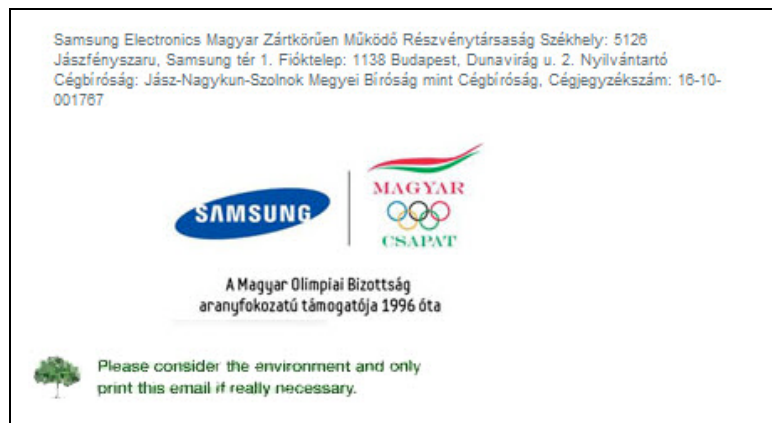 Samsung Electronics Magyar Zártkörűen Működő Részvénytársaság Székhely: 5126
Jászfényszaru, Samsung tér 1. Fióktelep: 1138 Budapest, Dunavirág u. 2. Nyilvántartó
Cégbíróság: Jász-Nagykun-Szolnok Megyei Bíróság mint Cégbíróság, Cégjegyzékszám: 16-10-
001767
SAMSUNG
MAGYAR
CSAPAT
A Magyar Olimpiai Bizottság
aranyfokozatú támogatója 1996 óta
Please consider the environment and only
print this email if really necessary.